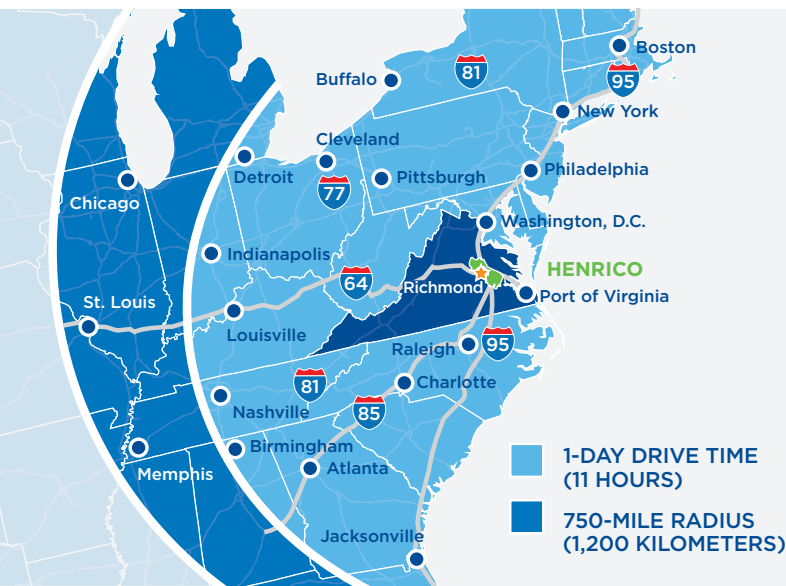 Boston
81
Buffalo
95
New York
Cleveland
Detroit
77
Pittsburgh
Philadelphia
Chicago
Washington, D.C.
Indianapolis
HENRICO
64
Richmond
Port of Virginia
St. Louis
Louisville
Raleigh
95
81
Charlotte
Nashville
85
Birmingham
Memphis
Atlanta
1-DAY DRIVE TIME
(11 HOURS)
750-MILE RADIUS
(1,200 KILOMETERS)
Jacksonville